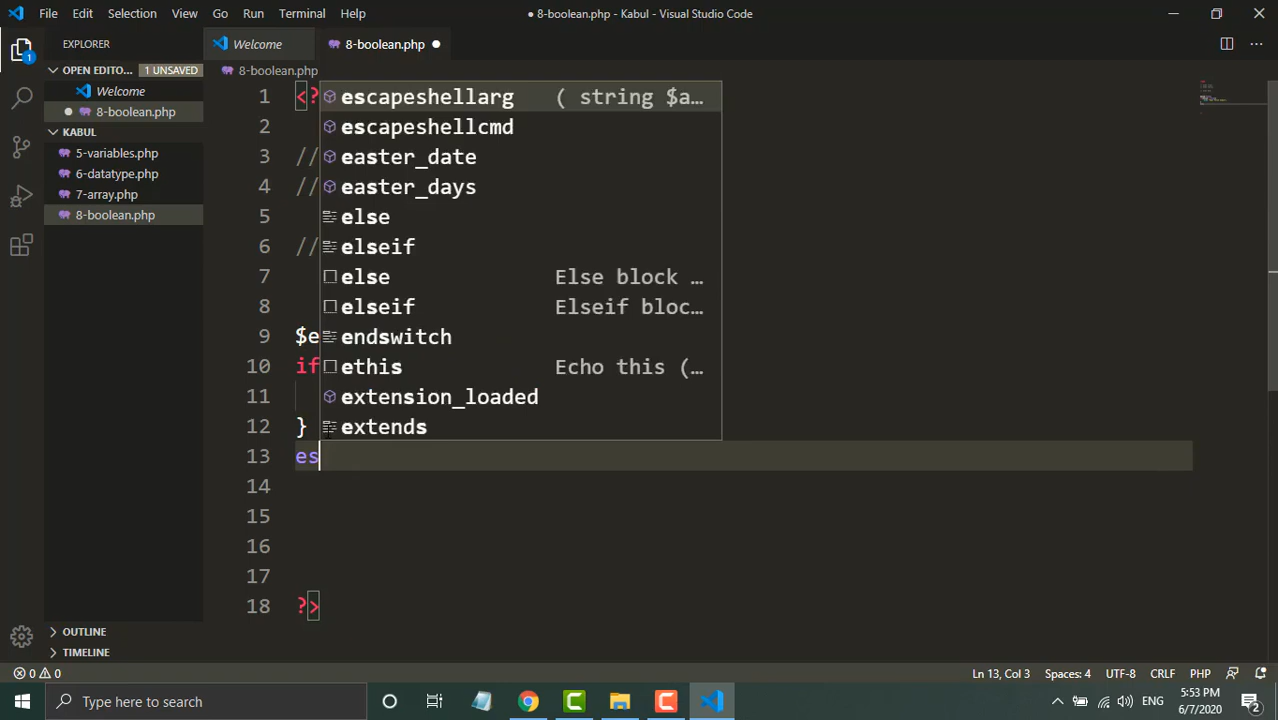 File Edit Selection View Go Run Terminal Help
● 8-boolean.php - Kabul - Visual Studio Code
EXPLORER
Welcome
8-boolean.php ●
OPEN EDITO... 1 UNSAVED
8-boolean.php
Welcome
● 8-boolean.php
KABUL
5-variables.php
6-datatype.php
7-array.php
8-boolean.php
OUTLINE
TIMELINE
1 <?
2
3 //
4 //
5
6 //
7
8
9 $e
10 if
11
12 }
13 es
14
15
16
17
18 ?>
escapeshellarg ( string $a…
escapeshellcmd
easter_date
easter_days
else
elseif
else Else block …
elseif Elseif bloc…
endswitch
ethis Echo this (…
extension_loaded
extends
0 0
Ln 13, Col 3 Spaces: 4 UTF-8 CRLF PHP
Type here to search
ENG
5:53 PM
6/7/2020
1
2